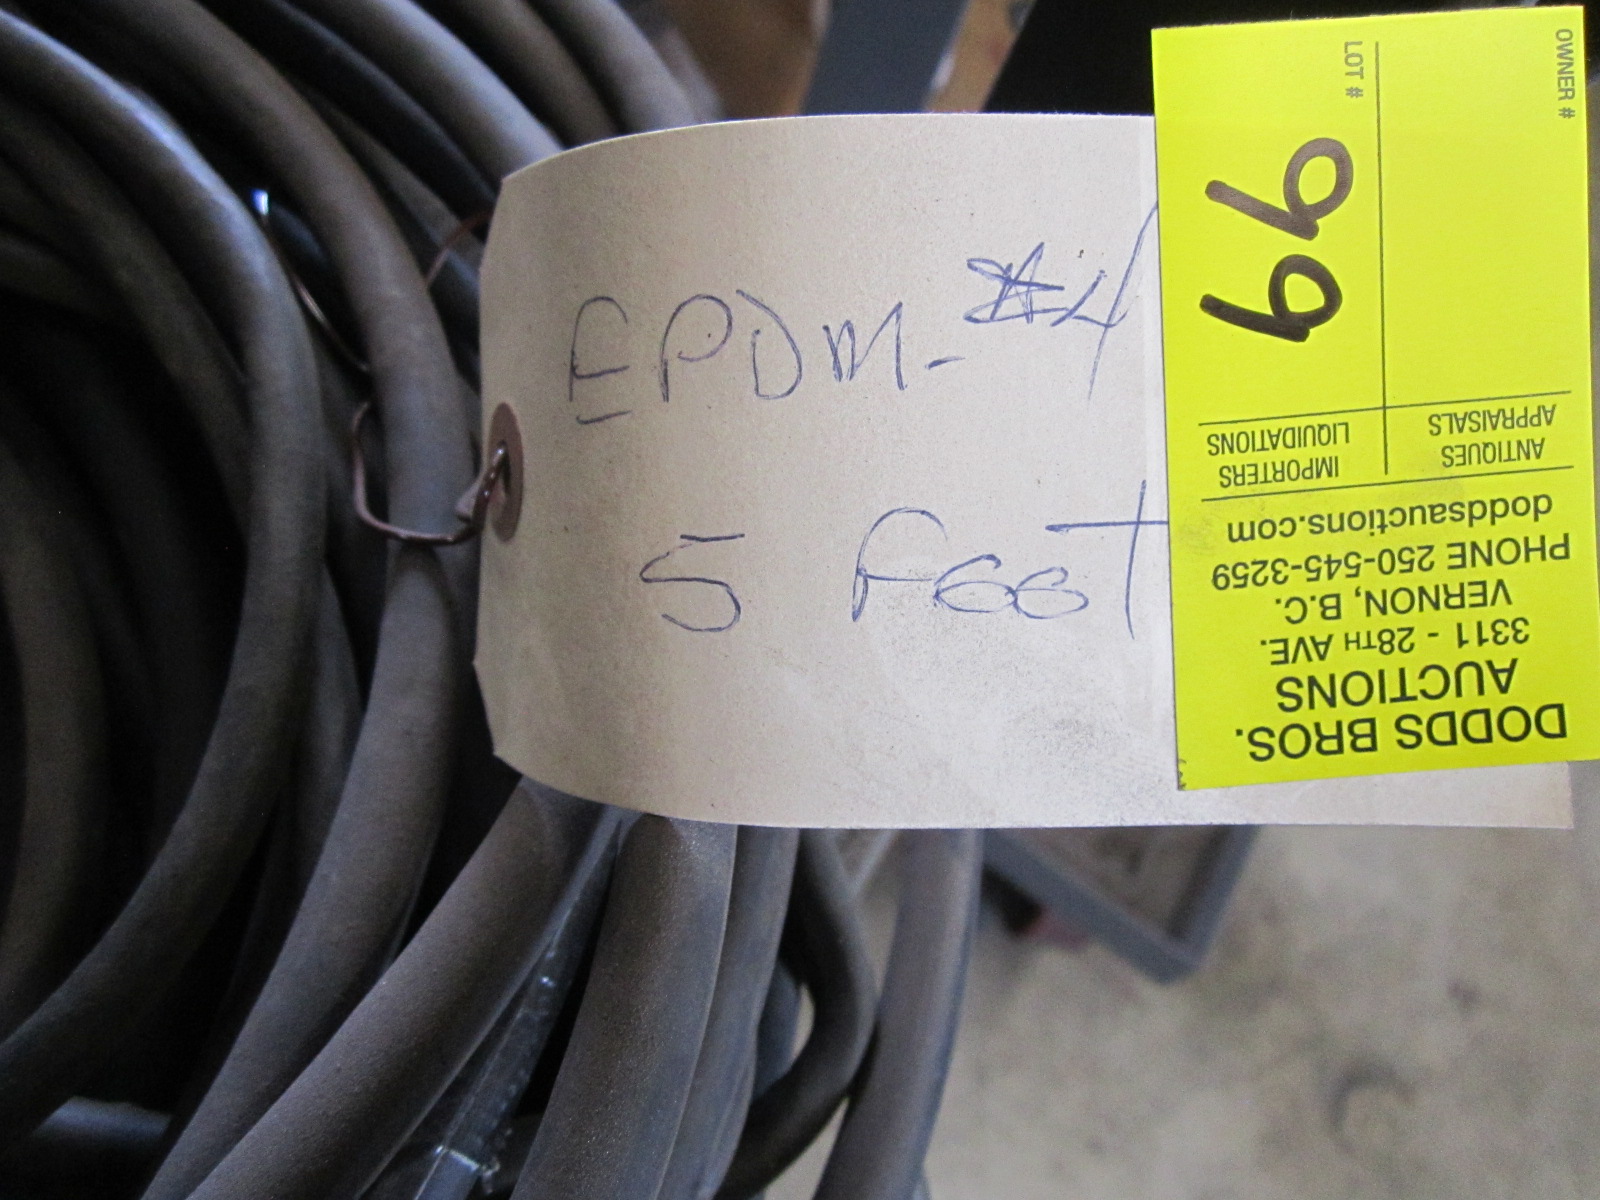 EPDM - #4
5 FeeT
OWNER #
LOT #
99
DODDS BROS.
AUCTIONS
3311 - 28TH AVE.
VERNON, B.C.
PHONE 250-545-3259
doddsauctions.com
ANTIQUES
APPRAISALS
IMPORTERS
LIQUIDATIONS